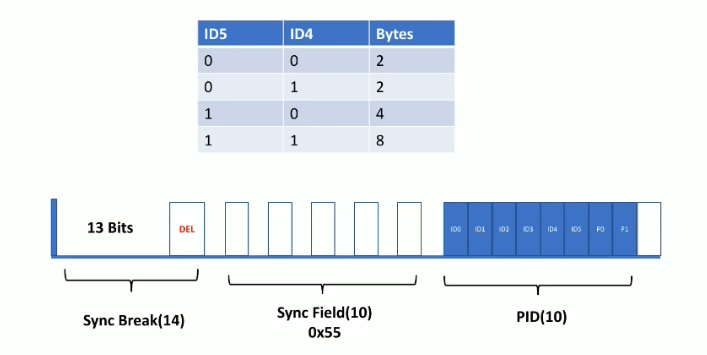 ID5 ID4 Bytes
0 0 2
0 1 2
1 0 4
1 1 8
13 Bits DEL ID0 ID1 ID2 ID3 ID4 ID5 P0 P1
Sync Break(14) Sync Field(10) PID(10)
0x55